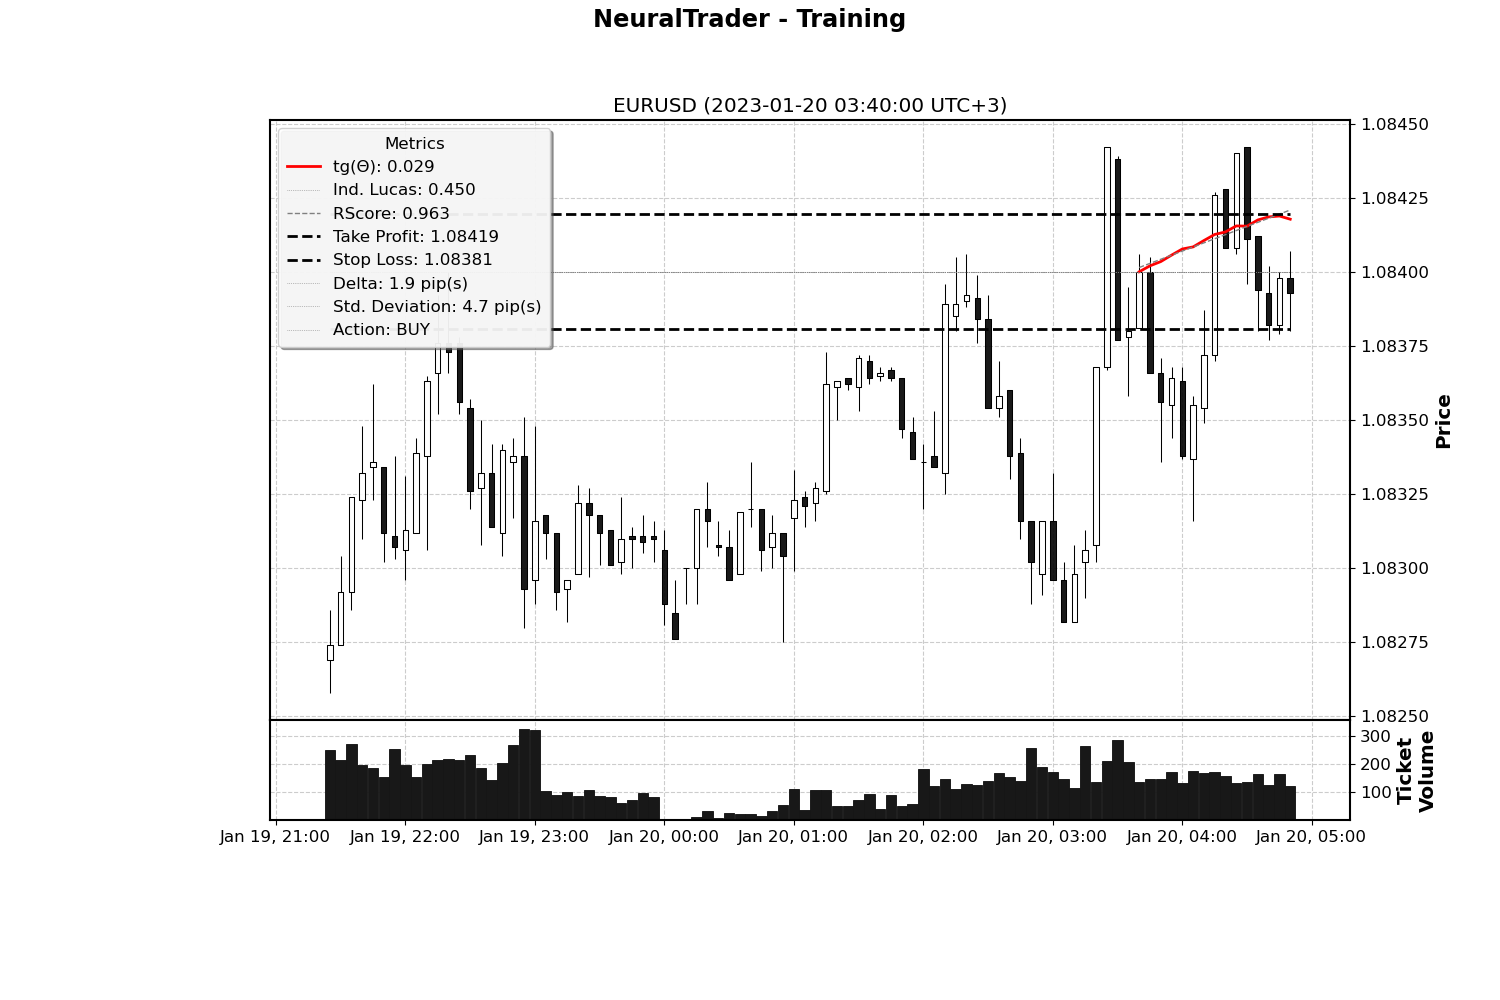 NeuralTrader - Training
EURUSD (2023-01-20 03:40:00 UTC+3)
Metrics
tg(Θ): 0.029
Ind. Lucas: 0.450
RScore: 0.963
Take Profit: 1.08419
Stop Loss: 1.08381
Delta: 1.9 pip(s)
Std. Deviation: 4.7 pip(s)
Action: BUY
1.08450
1.08425
1.08400
1.08375
1.08350
1.08325
1.08300
1.08275
1.08250
Price
300
200
100
Ticket
Volume
Jan 19, 21:00
Jan 19, 22:00
Jan 19, 23:00
Jan 20, 00:00
Jan 20, 01:00
Jan 20, 02:00
Jan 20, 03:00
Jan 20, 04:00
Jan 20, 05:00